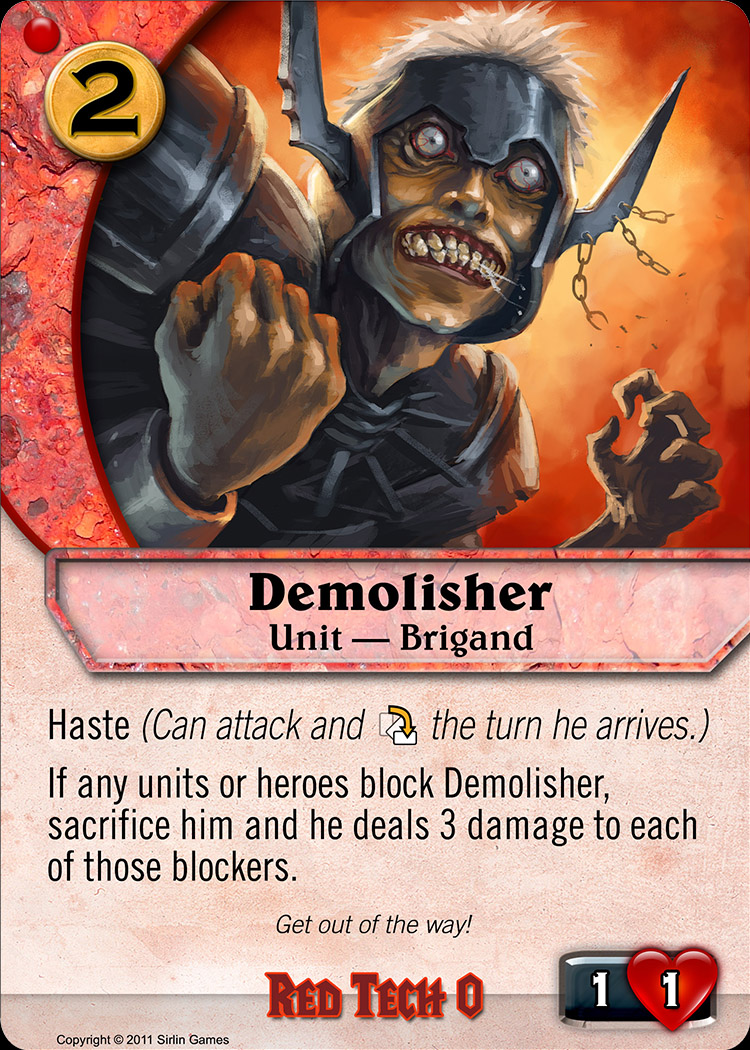 2
Demolisher
Unit — Brigand
Haste (Can attack and the turn he arrives.)
If any units or heroes block Demolisher,
sacrifice him and he deals 3 damage to each
of those blockers.
Get out of the way!
Red Tech 0
1 1
Copyright © 2011 Sirlin Games